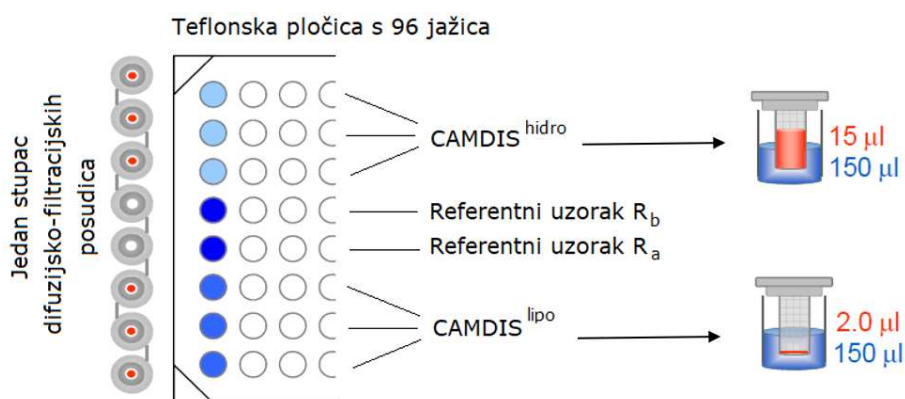 Teflonska pločica s 96 jažica
Jedan stupac
difuzijsko-filtracijskih
posudica
CAMDIS hidro
15 µl
150 µl
Referentni uzorak Rb
Referentni uzorak Ra
CAMDIS lipo
2.0 µl
150 µl